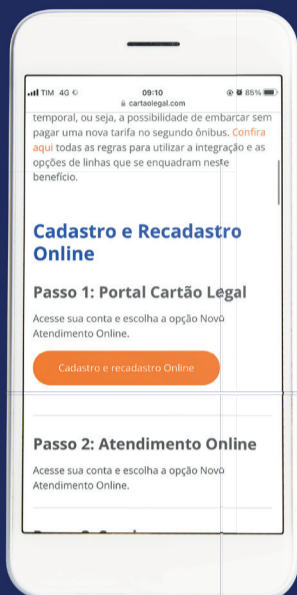 TIM 4G
09:10
85%
cartaolegal.com
temporal, ou seja, a possibilidade de embarcar sem
pagar uma nova tarifa no segundo ônibus. Confira
aqui todas as regras para utilizar a integração e as
opções de linhas que se enquadram neste
benefício.
Cadastro e Recadastro
Online
Passo 1: Portal Cartão Legal
Acesse sua conta e escolha a opção Novo
Atendimento Online.
Cadastro e recadastro Online
Passo 2: Atendimento Online
Acesse sua conta e escolha a opção Novo
Atendimento Online.